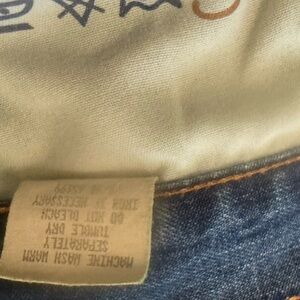 MACHINE WASH WARM
SEPARATELY
TUMBLE DRY
DO NOT BLEACH
IRON IF NECESSARY